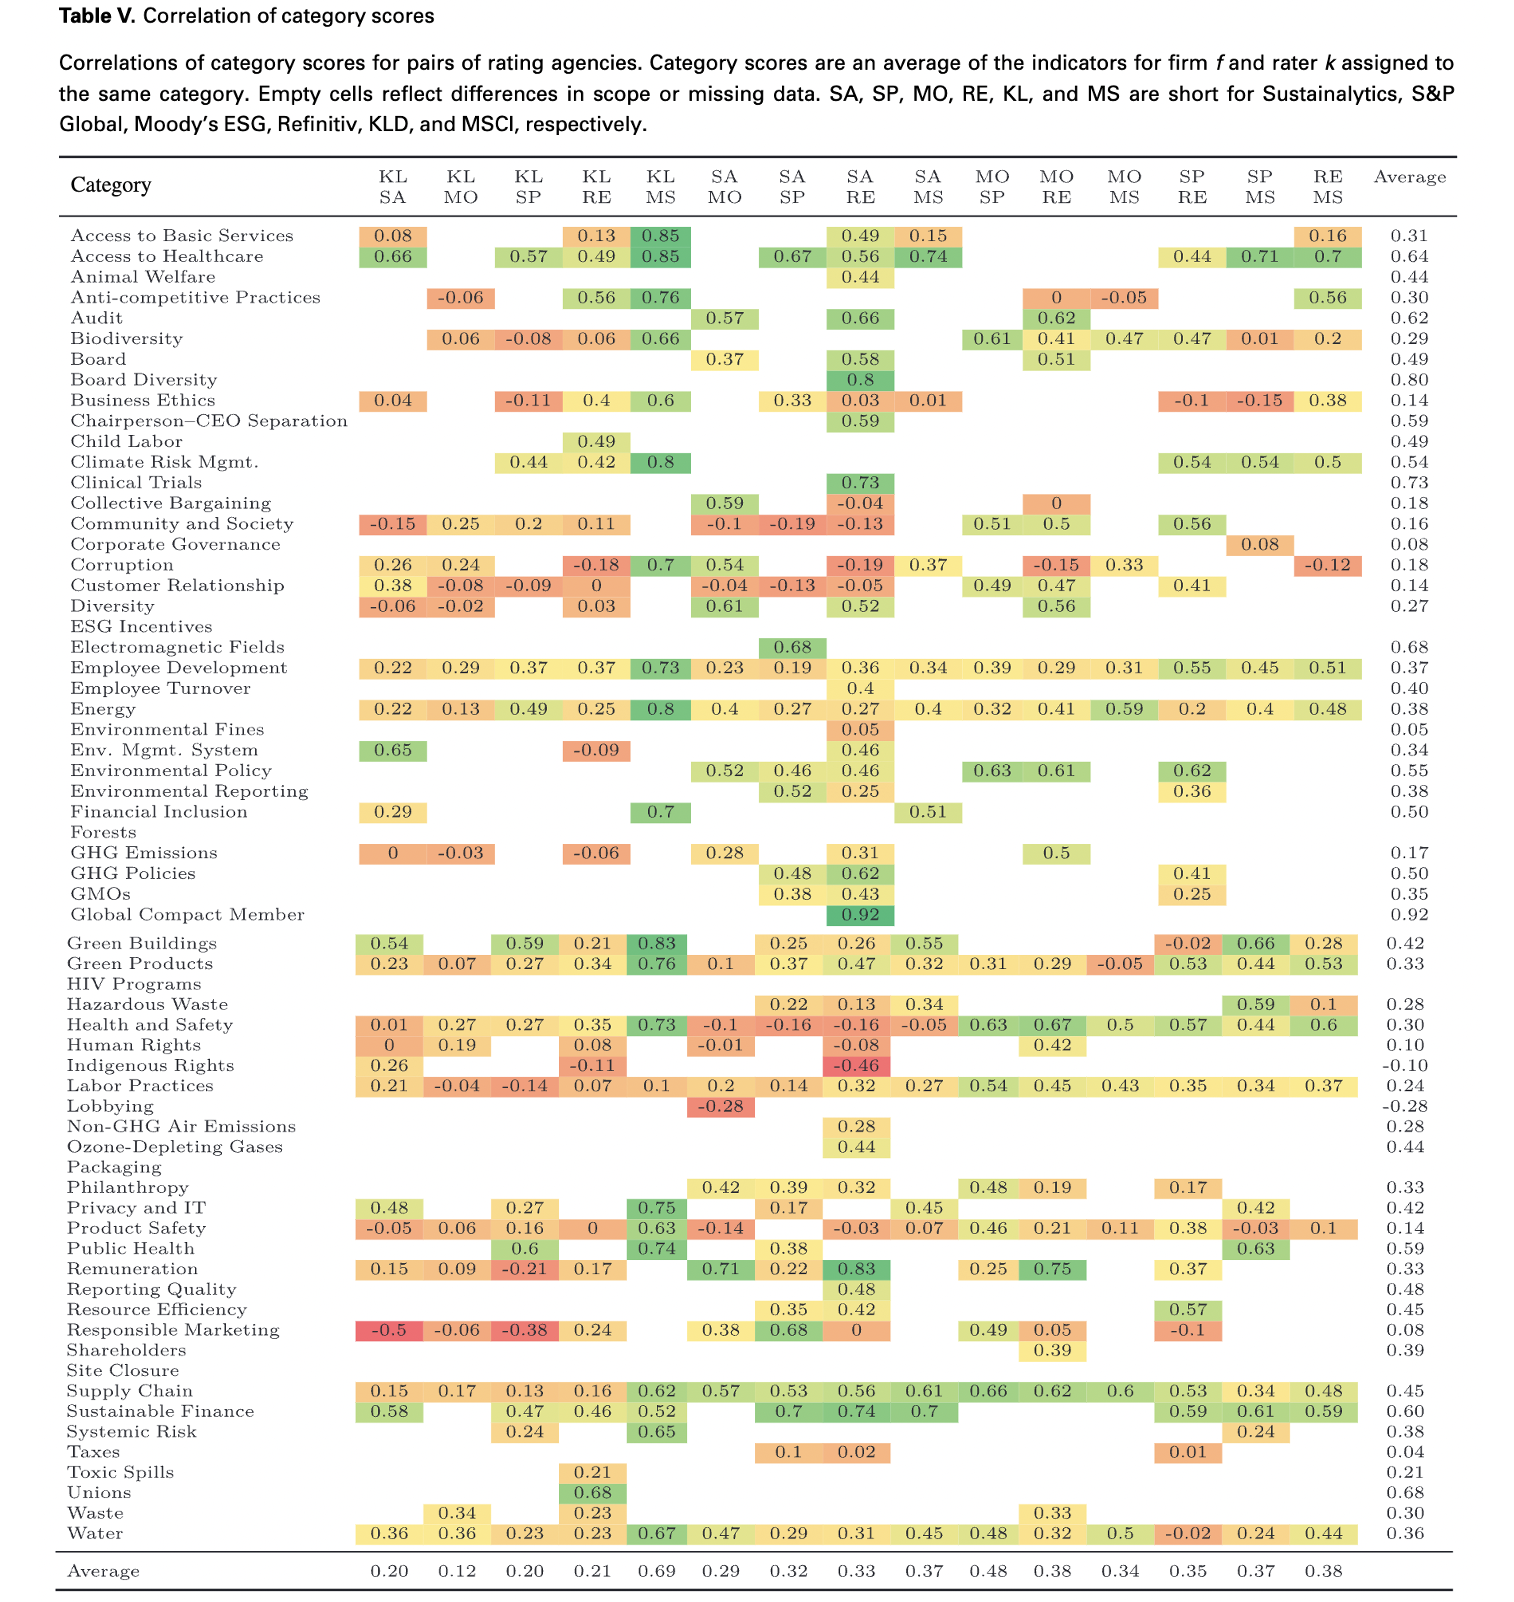 Table V. Correlation of category scores
Correlations of category scores for pairs of rating agencies. Category scores are an average of the indicators for firm f and rater k assigned to
the same category. Empty cells reflect differences in scope or missing data. SA, SP, MO, RE, KL, and MS are short for Sustainalytics, S&P
Global, Moody's ESG, Refinitiv, KLD, and MSCI, respectively.
Category KL KL KL KL KL SA SA SA SA MO MO MO SP SP RE Average
SA MO SP RE MS MO SP RE MS SP RE MS RE MS MS
Access to Basic Services 0.08 0.13 0.85 0.49 0.15 0.16 0.31
Access to Healthcare 0.66 0.57 0.49 0.85 0.67 0.56 0.74 0.44 0.71 0.7 0.64
Animal Welfare 0.44 0.44
Anti-competitive Practices -0.06 0.56 0.76 0 -0.05 0.56 0.30
Audit 0.57 0.66 0.62 0.62
Biodiversity 0.06 -0.08 0.06 0.66 0.61 0.41 0.47 0.47 0.01 0.2 0.29
Board 0.37 0.58 0.51 0.49
Board Diversity 0.8 0.80
Business Ethics 0.04 -0.11 0.4 0.6 0.33 0.03 0.01 -0.1 -0.15 0.38 0.14
Chairperson–CEO Separation 0.59 0.59
Child Labor 0.49 0.49
Climate Risk Mgmt. 0.44 0.42 0.8 0.54 0.54 0.5 0.54
Clinical Trials 0.73 0.73
Collective Bargaining 0.59 -0.04 0 0.18
Community and Society -0.15 0.25 0.2 0.11 -0.1 -0.19 -0.13 0.51 0.5 0.56 0.16
Corporate Governance 0.08 0.08
Corruption 0.26 0.24 -0.18 0.7 0.54 -0.19 0.37 -0.15 0.33 -0.12 0.18
Customer Relationship 0.38 -0.08 -0.09 0 -0.04 -0.13 -0.05 0.49 0.47 0.41 0.14
Diversity -0.06 -0.02 0.03 0.61 0.52 0.56 0.27
ESG Incentives
Electromagnetic Fields 0.68 0.68
Employee Development 0.22 0.29 0.37 0.37 0.73 0.23 0.19 0.36 0.34 0.39 0.29 0.31 0.55 0.45 0.51 0.37
Employee Turnover 0.4 0.40
Energy 0.22 0.13 0.49 0.25 0.8 0.4 0.27 0.27 0.4 0.32 0.41 0.59 0.2 0.4 0.48 0.38
Environmental Fines 0.05 0.05
Env. Mgmt. System 0.65 -0.09 0.46 0.34
Environmental Policy 0.52 0.46 0.46 0.63 0.61 0.62 0.55
Environmental Reporting 0.52 0.25 0.36 0.38
Financial Inclusion 0.29 0.7 0.51 0.50
Forests
GHG Emissions 0 -0.03 -0.06 0.28 0.31 0.5 0.17
GHG Policies 0.48 0.62 0.41 0.50
GMOs 0.38 0.43 0.25 0.35
Global Compact Member 0.92 0.92
Green Buildings 0.54 0.59 0.21 0.83 0.25 0.26 0.55 -0.02 0.66 0.28 0.42
Green Products 0.23 0.07 0.27 0.34 0.76 0.1 0.37 0.47 0.32 0.31 0.29 -0.05 0.53 0.44 0.53 0.33
HIV Programs
Hazardous Waste 0.22 0.13 0.34 0.59 0.1 0.28
Health and Safety 0.01 0.27 0.27 0.35 0.73 -0.1 -0.16 -0.16 -0.05 0.63 0.67 0.5 0.57 0.44 0.6 0.30
Human Rights 0 0.19 0.08 -0.01 -0.08 0.42 0.10
Indigenous Rights 0.26 -0.11 -0.46 -0.10
Labor Practices 0.21 -0.04 -0.14 0.07 0.1 0.2 0.14 0.32 0.27 0.54 0.45 0.43 0.35 0.34 0.37 0.24
Lobbying -0.28 -0.28
Non-GHG Air Emissions 0.28 0.28
Ozone-Depleting Gases 0.44 0.44
Packaging
Philanthropy 0.42 0.39 0.32 0.48 0.19 0.17 0.33
Privacy and IT 0.48 0.27 0.75 0.17 0.45 0.42 0.42
Product Safety -0.05 0.06 0.16 0 0.63 -0.14 -0.03 0.07 0.46 0.21 0.11 0.38 -0.03 0.1 0.14
Public Health 0.6 0.74 0.38 0.63 0.59
Remuneration 0.15 0.09 -0.21 0.17 0.71 0.22 0.83 0.25 0.75 0.37 0.33
Reporting Quality 0.48 0.48
Resource Efficiency 0.35 0.42 0.57 0.45
Responsible Marketing -0.5 -0.06 -0.38 0.24 0.38 0.68 0 0.49 0.05 -0.1 0.08
Shareholders 0.39 0.39
Site Closure
Supply Chain 0.15 0.17 0.13 0.16 0.62 0.57 0.53 0.56 0.61 0.66 0.62 0.6 0.53 0.34 0.48 0.45
Sustainable Finance 0.58 0.47 0.46 0.52 0.7 0.74 0.7 0.59 0.61 0.59 0.60
Systemic Risk 0.24 0.65 0.24 0.38
Taxes 0.1 0.02 0.01 0.04
Toxic Spills 0.21 0.21
Unions 0.68 0.68
Waste 0.34 0.23 0.33 0.30
Water 0.36 0.36 0.23 0.23 0.67 0.47 0.29 0.31 0.45 0.48 0.32 0.5 -0.02 0.24 0.44 0.36
Average 0.20 0.12 0.20 0.21 0.69 0.29 0.32 0.33 0.37 0.48 0.38 0.34 0.35 0.37 0.38